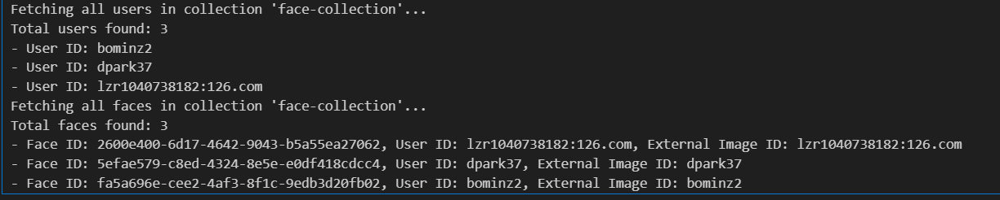 Fetching all users in collection 'face-collection'...
Total users found: 3
- User ID: bominz2
- User ID: dpark37
- User ID: lzr1040738182:126.com
Fetching all faces in collection 'face-collection'...
Total faces found: 3
- Face ID: 2600e400-6d17-4642-9043-b5a55ea27062, User ID: lzr1040738182:126.com, External Image ID: lzr1040738182:126.com
- Face ID: 5efae579-c8ed-4324-8e5e-e0df418cdcc4, User ID: dpark37, External Image ID: dpark37
- Face ID: fa5a696e-cee2-4af3-8f1c-9edb3d20fb02, User ID: bominz2, External Image ID: bominz2